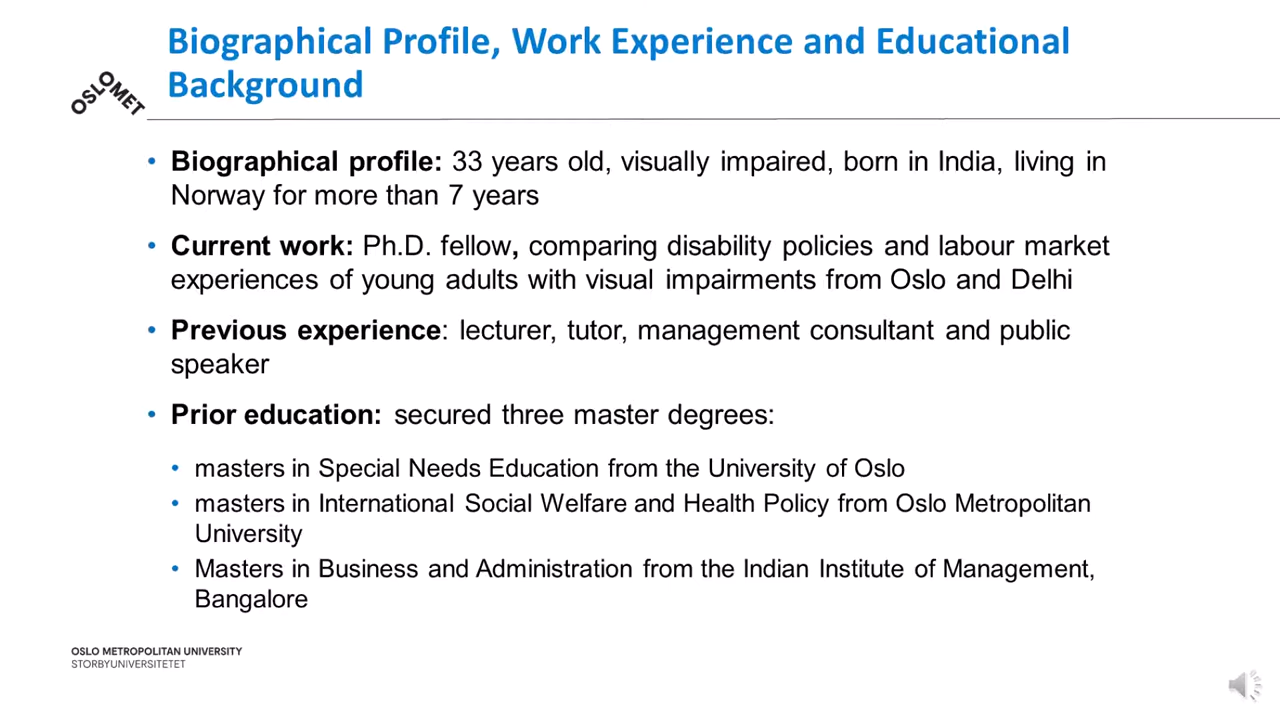 Biographical Profile, Work Experience and Educational
Background
OSLOMET
• Biographical profile: 33 years old, visually impaired, born in India, living in
Norway for more than 7 years
• Current work: Ph.D. fellow, comparing disability policies and labour market
experiences of young adults with visual impairments from Oslo and Delhi
• Previous experience: lecturer, tutor, management consultant and public
speaker
• Prior education: secured three master degrees:
• masters in Special Needs Education from the University of Oslo
• masters in International Social Welfare and Health Policy from Oslo Metropolitan
University
• Masters in Business and Administration from the Indian Institute of Management,
Bangalore
OSLO METROPOLITAN UNIVERSITY
STORBYUNIVERSITETET